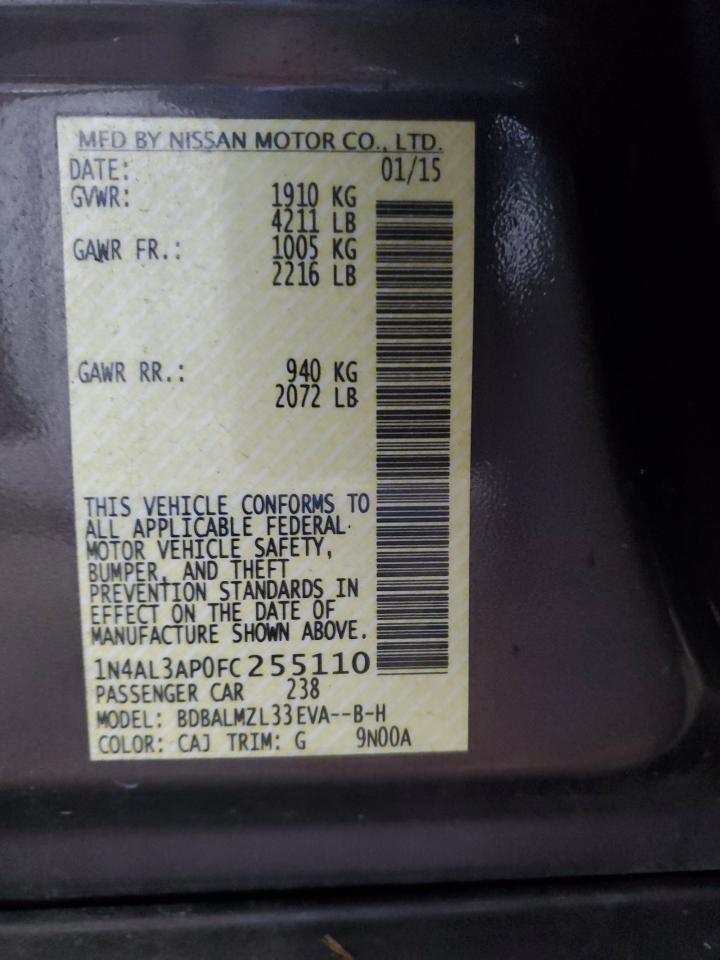 MFD BY NISSAN MOTOR CO., LTD.
DATE: 01/15
GVWR: 1910 KG
4211 LB
GAWR FR.: 1005 KG
2216 LB
GAWR RR.: 940 KG
2072 LB
THIS VEHICLE CONFORMS TO
ALL APPLICABLE FEDERAL
MOTOR VEHICLE SAFETY,
BUMPER, AND THEFT
PREVENTION STANDARDS IN
EFFECT ON THE DATE OF
MANUFACTURE SHOWN ABOVE.
1N4AL3AP0FC255110
PASSENGER CAR 238
MODEL: BDBALMZL33EVA--B-H
COLOR: CAJ TRIM: G 9N00A